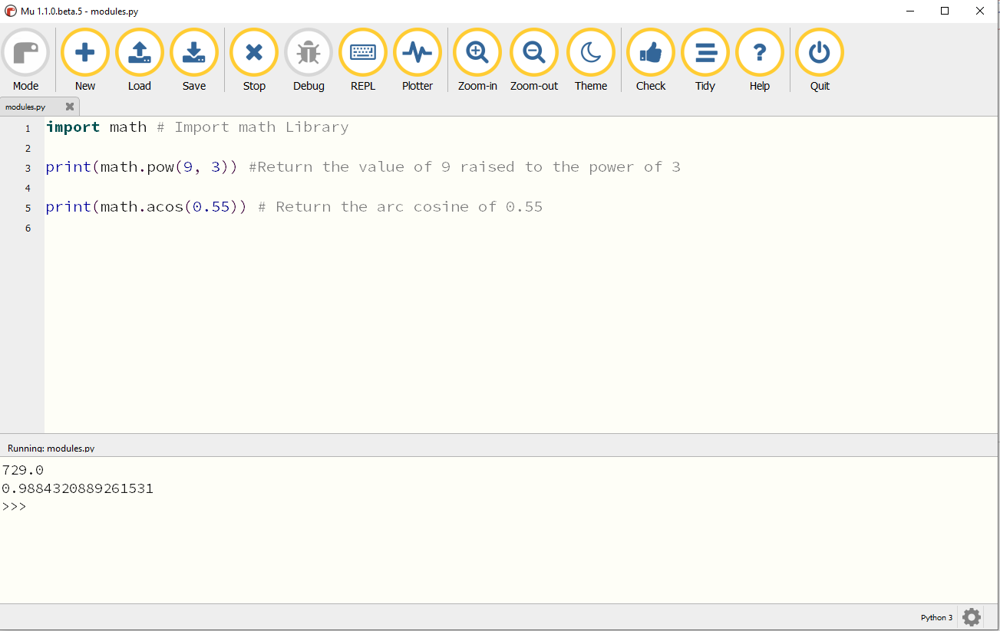 Mu 1.1.0.beta.5 - modules.py
Mode New Load Save Stop Debug REPL Plotter Zoom-in Zoom-out Theme Check Tidy Help Quit
modules.py
1 import math # Import math Library
2
3 print(math.pow(9, 3)) #Return the value of 9 raised to the power of 3
4
5 print(math.acos(0.55)) # Return the arc cosine of 0.55
6
Running: modules.py
729.0
0.9884320889261531
>>>
Python 3